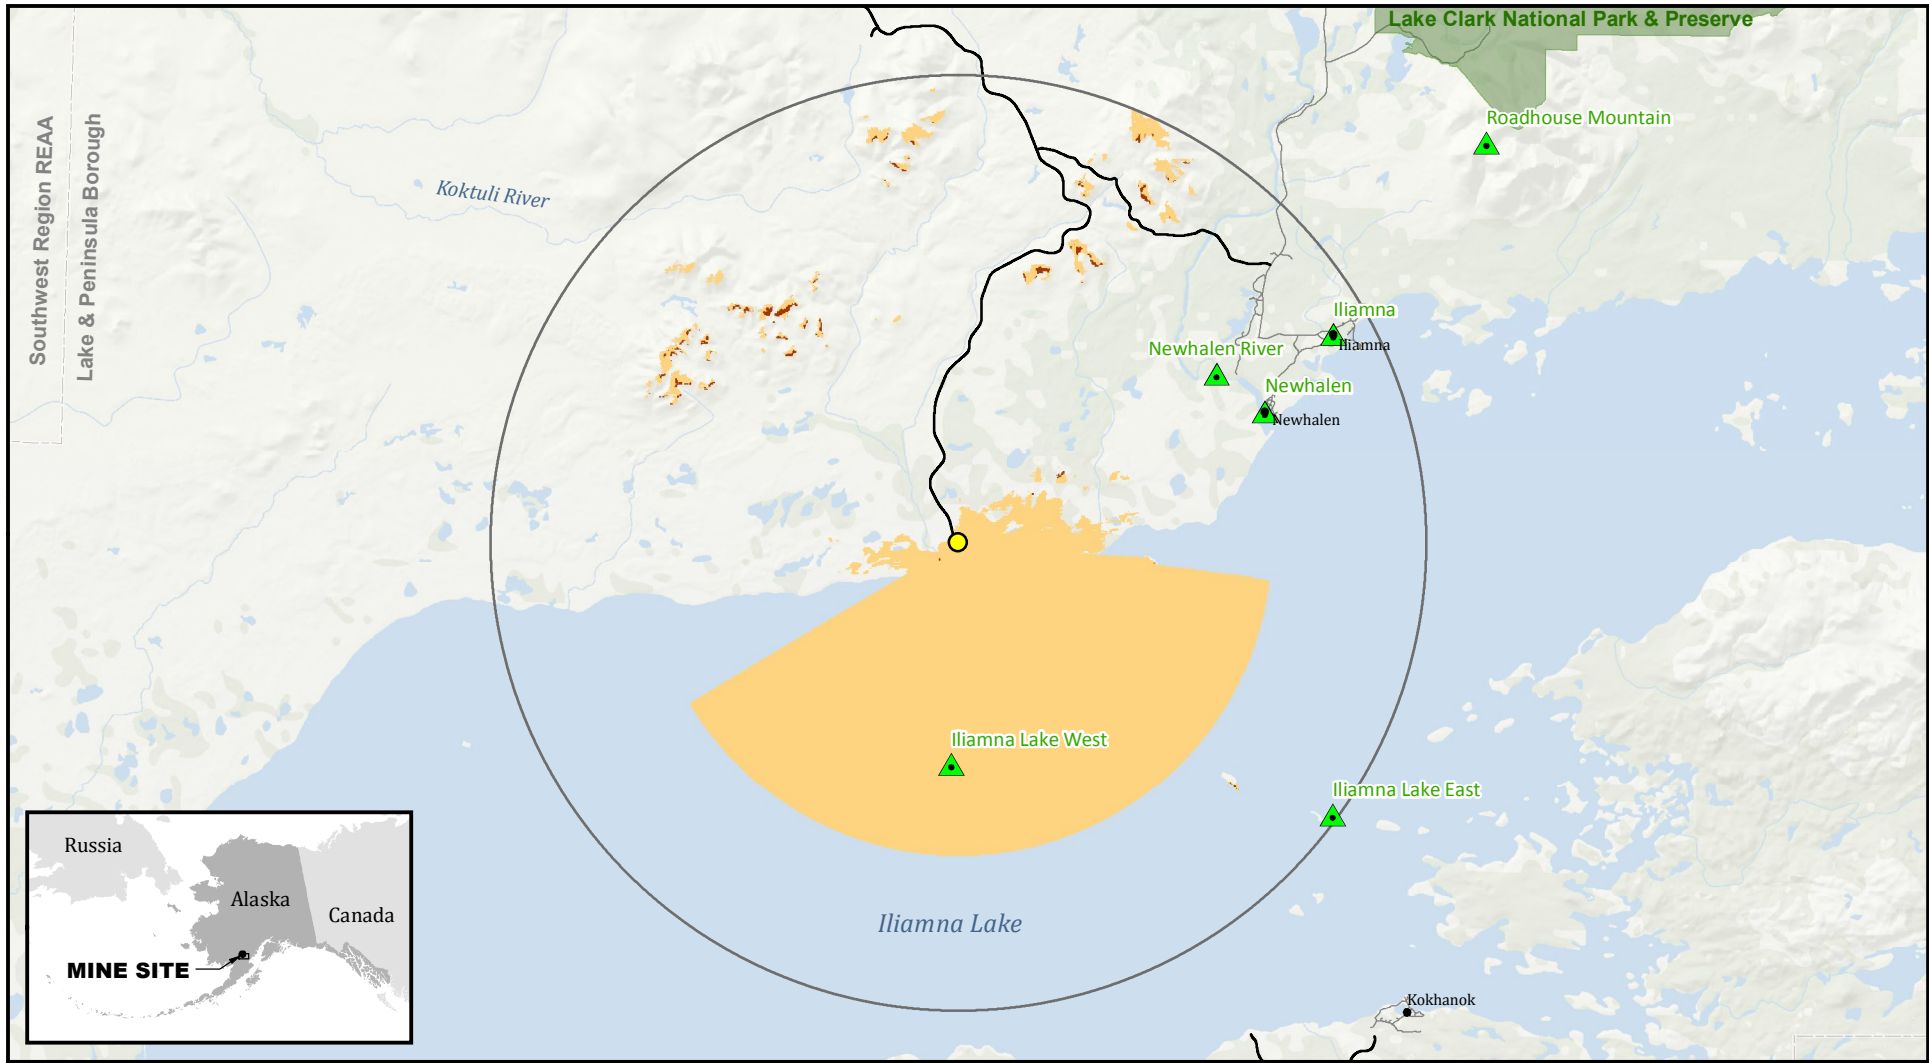 Lake Clark National Park & Preserve
Roadhouse Mountain
Southwest Region REAA
Lake & Peninsula Borough
Koktuli River
Iliamna
Iliamna
Newhalen River
Newhalen
Newhalen
Iliamna Lake West
Iliamna Lake East
Iliamna Lake
Kokhanok
Russia
Alaska
Canada
MINE SITE